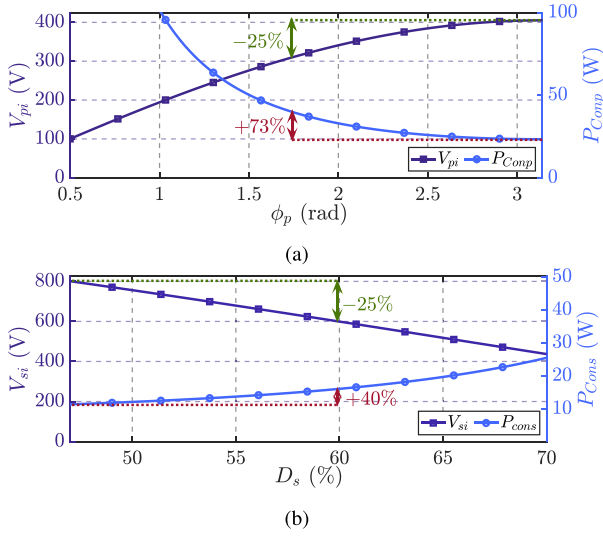 400
300
200
100
0
V_pi (V)
100
50
0
P_Conp (W)
−25%
+73%
V_pi
P_Conp
0.5
1
1.5
2
2.5
3
ϕ_p (rad)
(a)
800
600
400
200
0
V_si (V)
50
40
30
20
10
P_Cons (W)
−25%
+40%
V_si
P_cons
50
55
60
65
70
D_s (%)
(b)